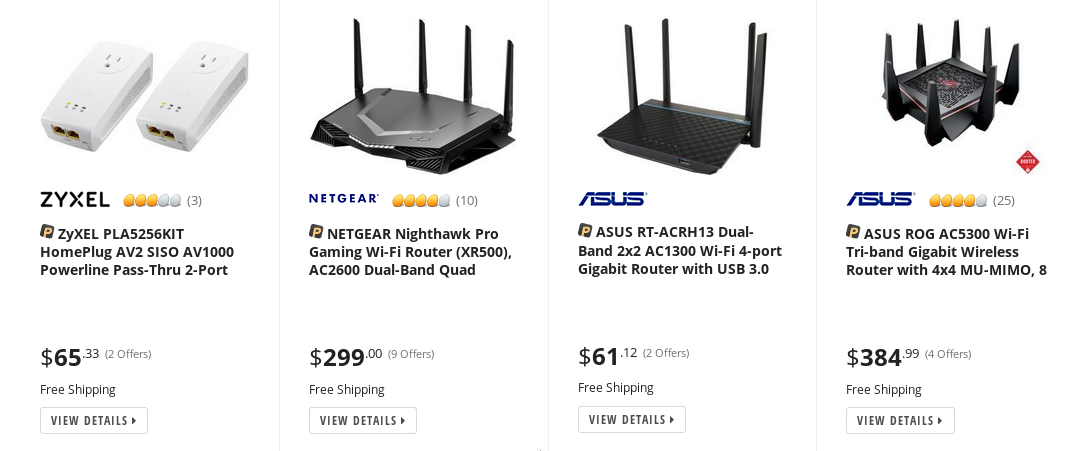 ZYXEL (3)
P ZyXEL PLA5256KIT
HomePlug AV2 SISO AV1000
Powerline Pass-Thru 2-Port
$65.33 (2 Offers)
Free Shipping
VIEW DETAILS
NETGEAR® (10)
P NETGEAR Nighthawk Pro
Gaming Wi-Fi Router (XR500),
AC2600 Dual-Band Quad
$299.00 (9 Offers)
Free Shipping
VIEW DETAILS
ASUS®
P ASUS RT-ACRH13 Dual-
Band 2x2 AC1300 Wi-Fi 4-port
Gigabit Router with USB 3.0
$61.12 (2 Offers)
Free Shipping
VIEW DETAILS
ROUTER
ASUS® (25)
P ASUS ROG AC5300 Wi-Fi
Tri-band Gigabit Wireless
Router with 4x4 MU-MIMO, 8
$384.99 (4 Offers)
Free Shipping
VIEW DETAILS